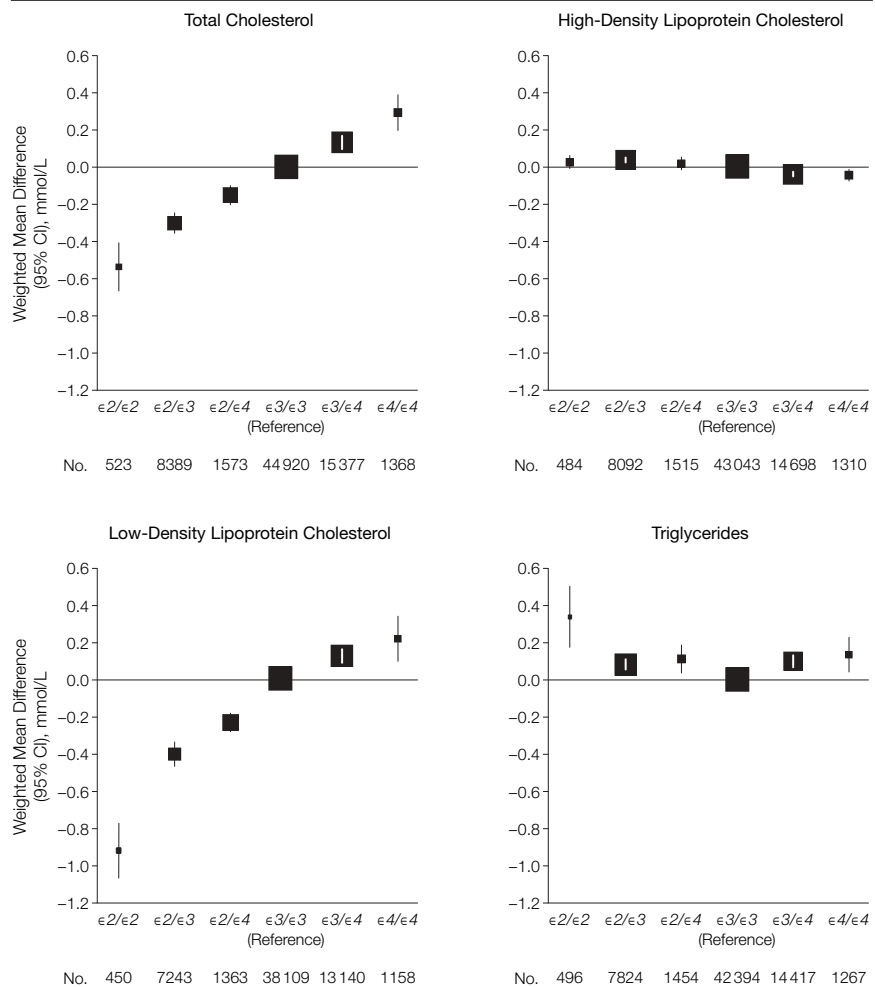 Total Cholesterol
Weighted Mean Difference
(95% CI), mmol/L
0.6
0.4
0.2
0.0
–0.2
–0.4
–0.6
–0.8
–1.0
–1.2
ϵ2/ϵ2 ϵ2/ϵ3 ϵ2/ϵ4 ϵ3/ϵ3 ϵ3/ϵ4 ϵ4/ϵ4
(Reference)
No. 523 8389 1573 44 920 15 377 1368
High-Density Lipoprotein Cholesterol
0.6
0.4
0.2
0.0
–0.2
–0.4
–0.6
–0.8
–1.0
–1.2
ϵ2/ϵ2 ϵ2/ϵ3 ϵ2/ϵ4 ϵ3/ϵ3 ϵ3/ϵ4 ϵ4/ϵ4
(Reference)
No. 484 8092 1515 43 043 14 698 1310
Low-Density Lipoprotein Cholesterol
Weighted Mean Difference
(95% CI), mmol/L
0.6
0.4
0.2
0.0
–0.2
–0.4
–0.6
–0.8
–1.0
–1.2
ϵ2/ϵ2 ϵ2/ϵ3 ϵ2/ϵ4 ϵ3/ϵ3 ϵ3/ϵ4 ϵ4/ϵ4
(Reference)
No. 450 7243 1363 38 109 13 140 1158
Triglycerides
0.6
0.4
0.2
0.0
–0.2
–0.4
–0.6
–0.8
–1.0
–1.2
ϵ2/ϵ2 ϵ2/ϵ3 ϵ2/ϵ4 ϵ3/ϵ3 ϵ3/ϵ4 ϵ4/ϵ4
(Reference)
No. 496 7824 1454 42 394 14 417 1267